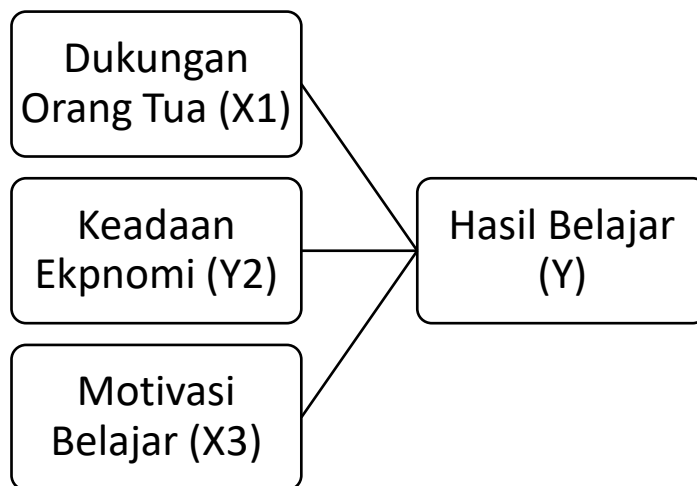 Dukungan
Orang Tua (X1)
Keadaan
Ekpnomi (Y2)
Motivasi
Belajar (X3)
Hasil Belajar
(Y)